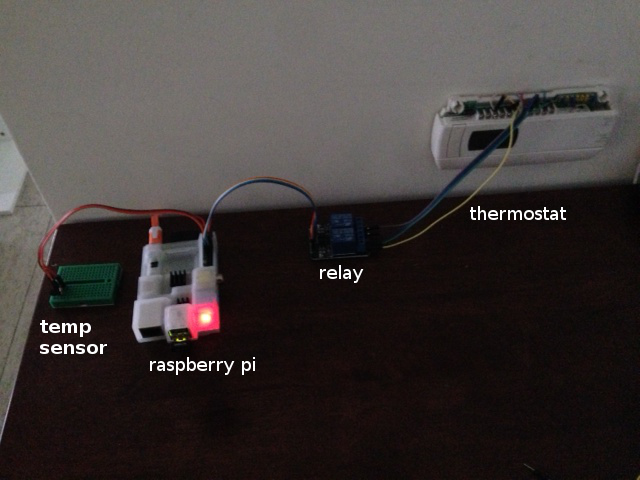 thermostat
relay
temp
sensor
raspberry pi